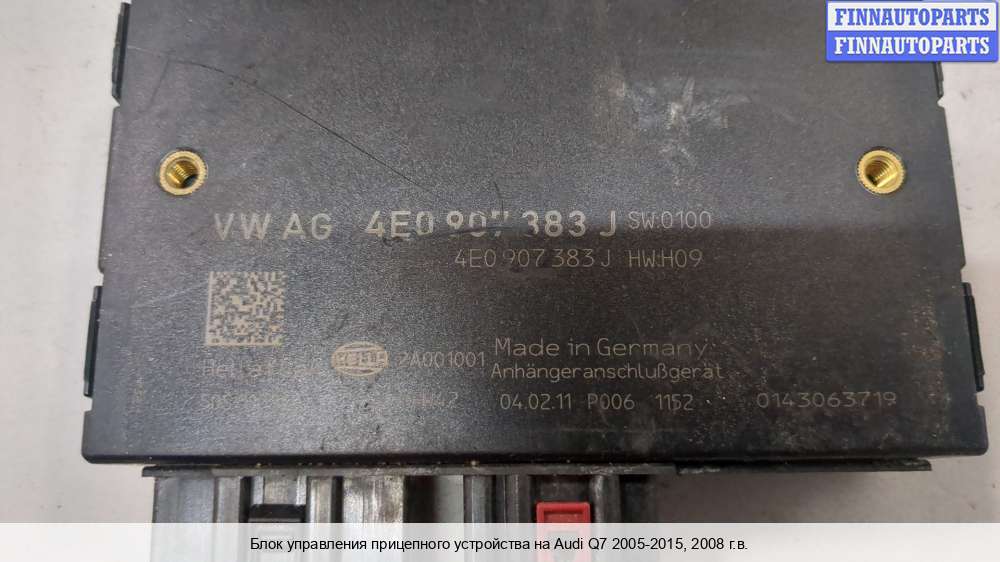 FINNAUTOPARTS
FINNAUTOPARTS
VW AG 4E0 907 383 J SW:0100
4E0 907 383 J HW:H09
HELLA 2A001001 Made in Germany
Anhängeranschlußgerät
04.02.11 P006 1152 0143063719
Блок управления прицепного устройства на Audi Q7 2005-2015, 2008 г.в.